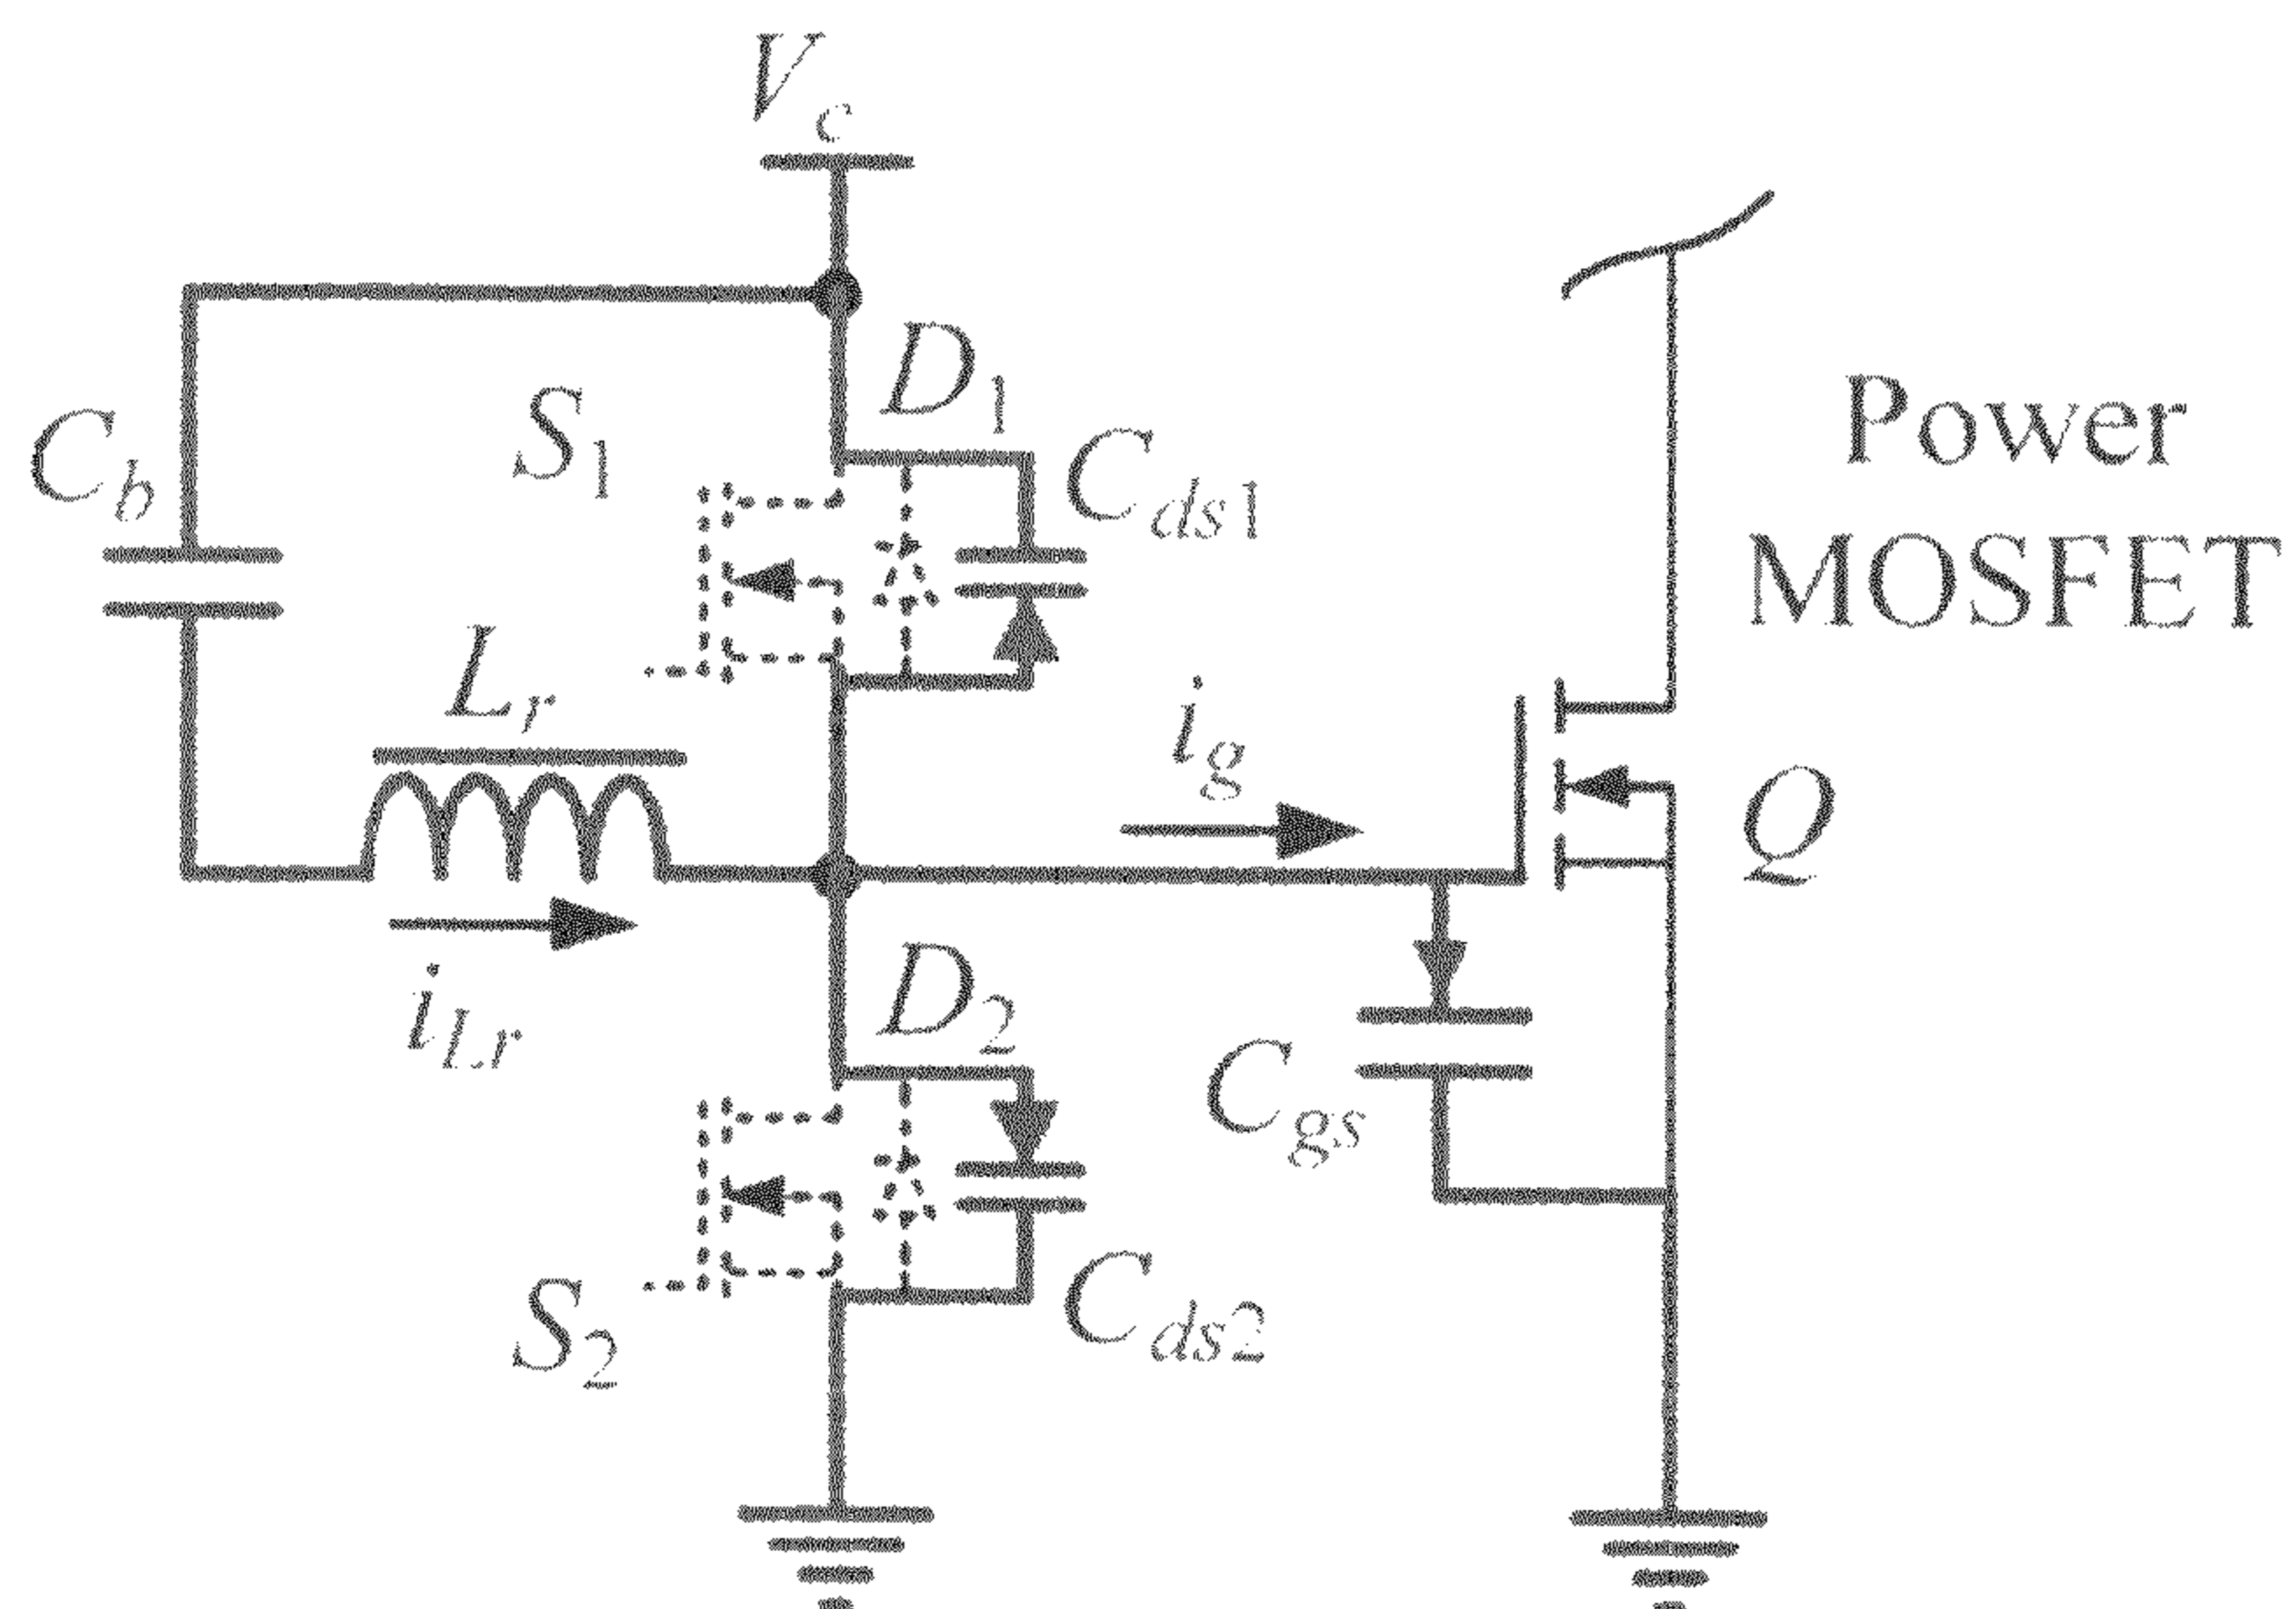 V_c
D_1
S_1
C_b
C_ds1
Power
MOSFET
L_r
i_g
Q
i_Lr
D_2
C_gs
S_2
C_ds2